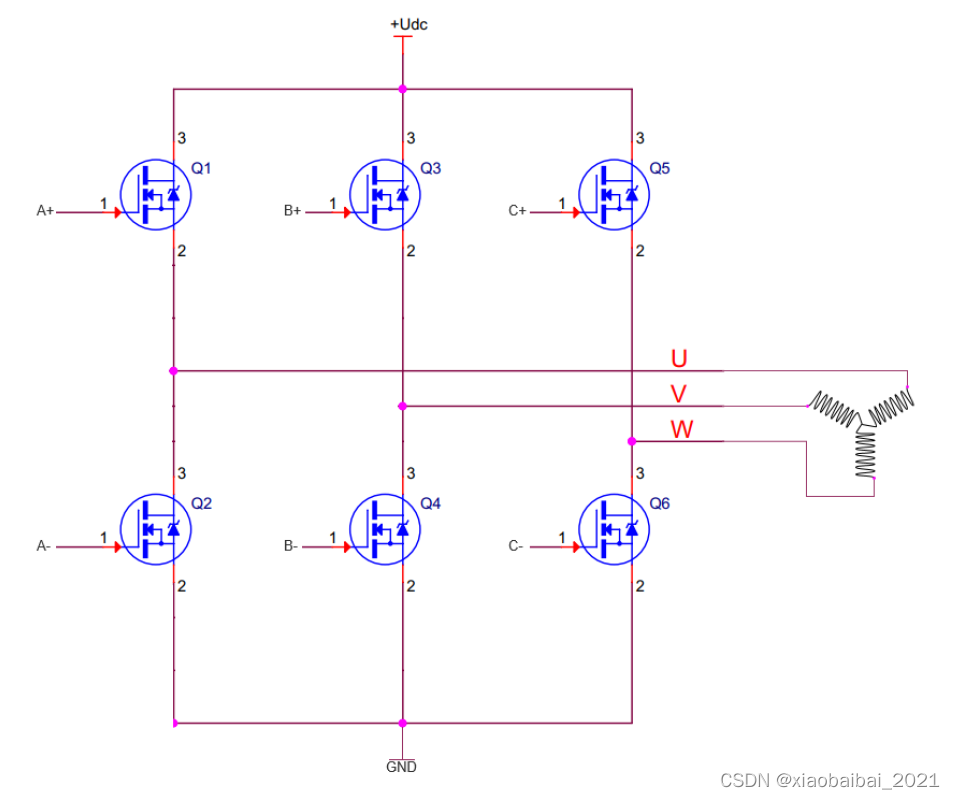 +Udc
3 3 3
Q1 Q3 Q5
A+ 1 B+ 1 C+ 1
2 2 2
U
V
W
3 3 3
Q2 Q4 Q6
A- 1 B- 1 C- 1
2 2 2
GND
CSDN @xiaobaibai_2021